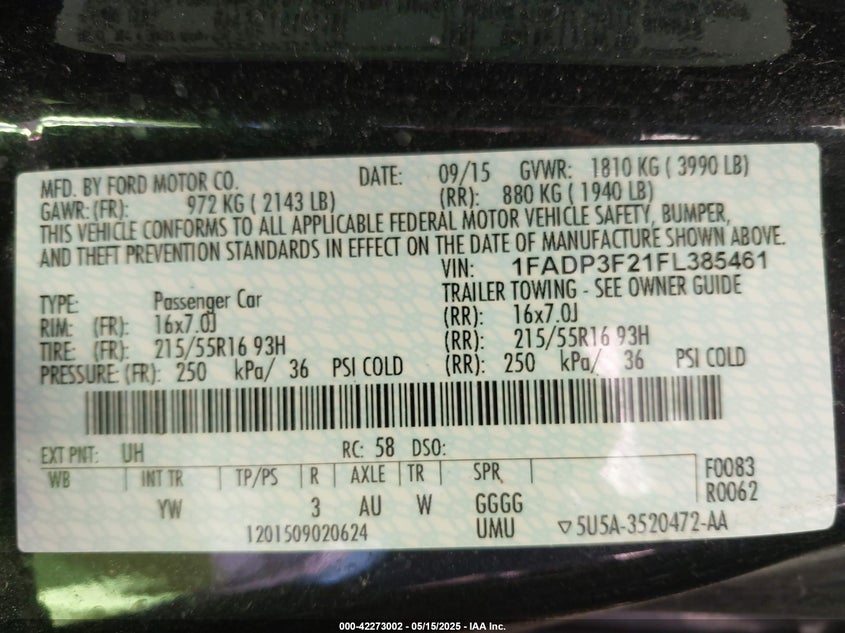 MFD. BY FORD MOTOR CO. DATE: 09/15 GVWR: 1810 KG ( 3990 LB)
GAWR: (FR): 972 KG ( 2143 LB) (RR): 880 KG ( 1940 LB)
THIS VEHICLE CONFORMS TO ALL APPLICABLE FEDERAL MOTOR VEHICLE SAFETY, BUMPER,
AND THEFT PREVENTION STANDARDS IN EFFECT ON THE DATE OF MANUFACTURE SHOWN ABOVE.
VIN: 1FADP3F21FL385461
TYPE: Passenger Car TRAILER TOWING - SEE OWNER GUIDE
RIM: (FR): 16x7.0J (RR): 16x7.0J
TIRE: (FR): 215/55R16 93H (RR): 215/55R16 93H
PRESSURE: (FR): 250 kPa/ 36 PSI COLD (RR): 250 kPa/ 36 PSI COLD
EXT PNT: UH RC: 58 DSO:
WB INT TR TP/PS R AXLE TR SPR F0083
YW 3 AU W GGGG R0062
1201509020624 UMU ▽5U5A-3520472-AA
000-42273002 - 05/15/2025 - IAA Inc.